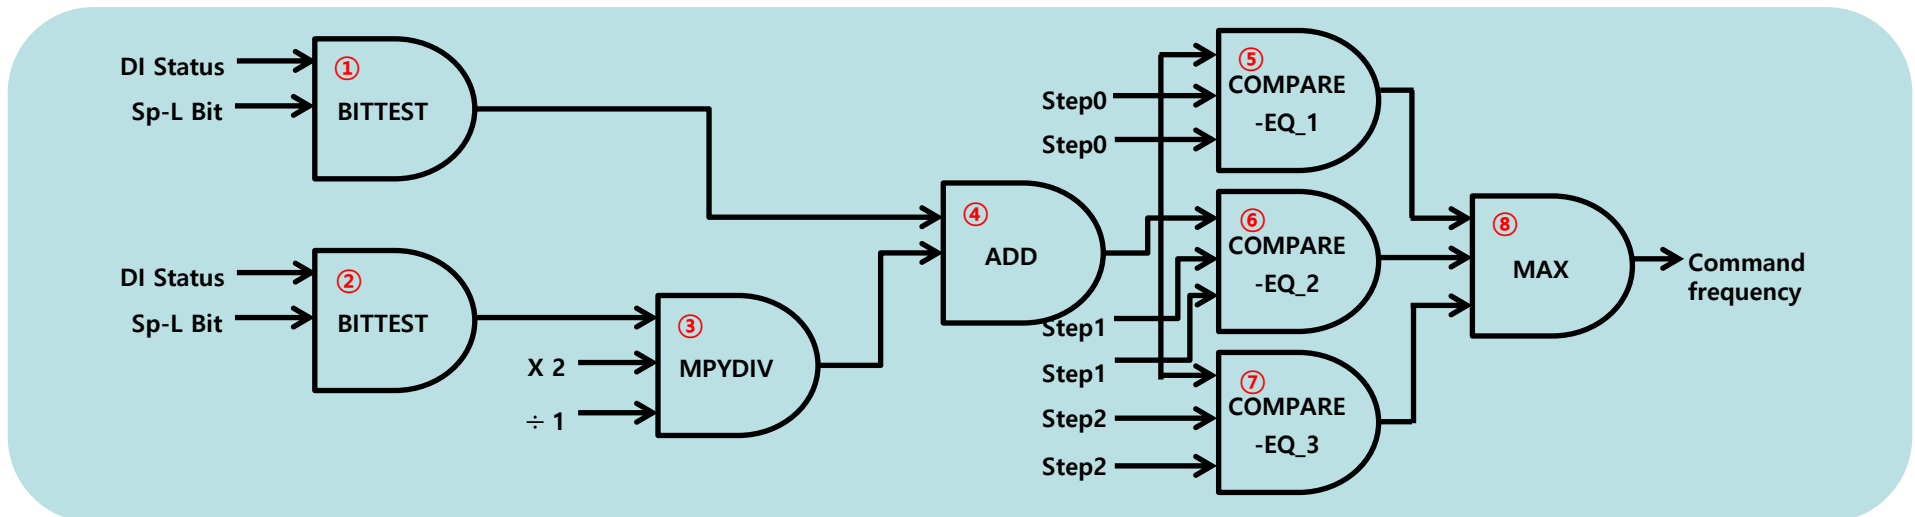 DI Status
Sp-L Bit
①
BITTEST
DI Status
Sp-L Bit
②
BITTEST
X 2
÷ 1
③
MPYDIV
④
ADD
Step0
Step0
⑤
COMPARE
-EQ_1
Step1
Step1
⑥
COMPARE
-EQ_2
Step2
Step2
⑦
COMPARE
-EQ_3
⑧
MAX
Command
frequency